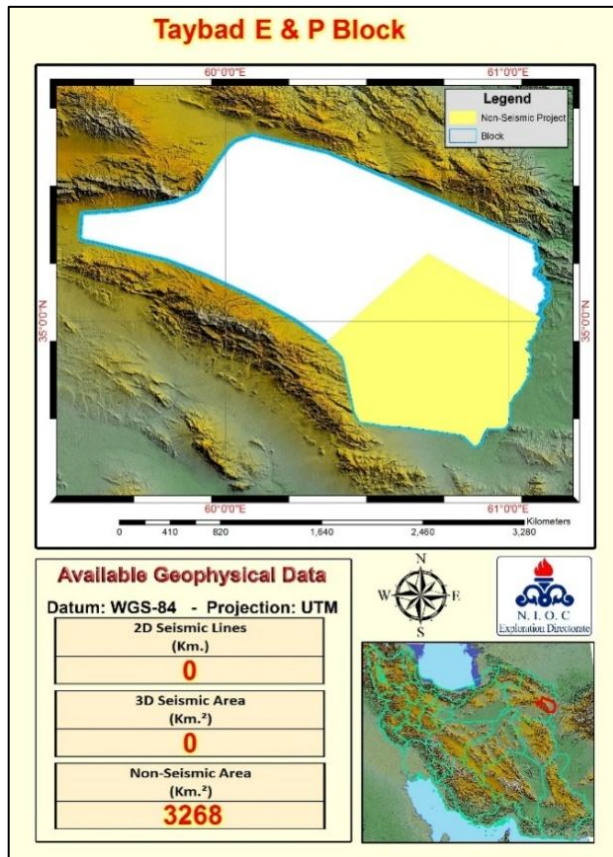 Taybad E & P Block
60°0'0"E 61°0'0"E
Legend
Non-Seismic Project
Block
35°0'0"N 35°0'0"N
60°0'0"E 61°0'0"E
Kilometers
0 410 820 1,640 2,460 3,280
Available Geophysical Data
Datum: WGS-84 - Projection: UTM
2D Seismic Lines
(Km.)
0
3D Seismic Area
(Km.²)
0
Non-Seismic Area
(Km.²)
3268
N
W E
S
N. I. O. C
Exploration Directorate